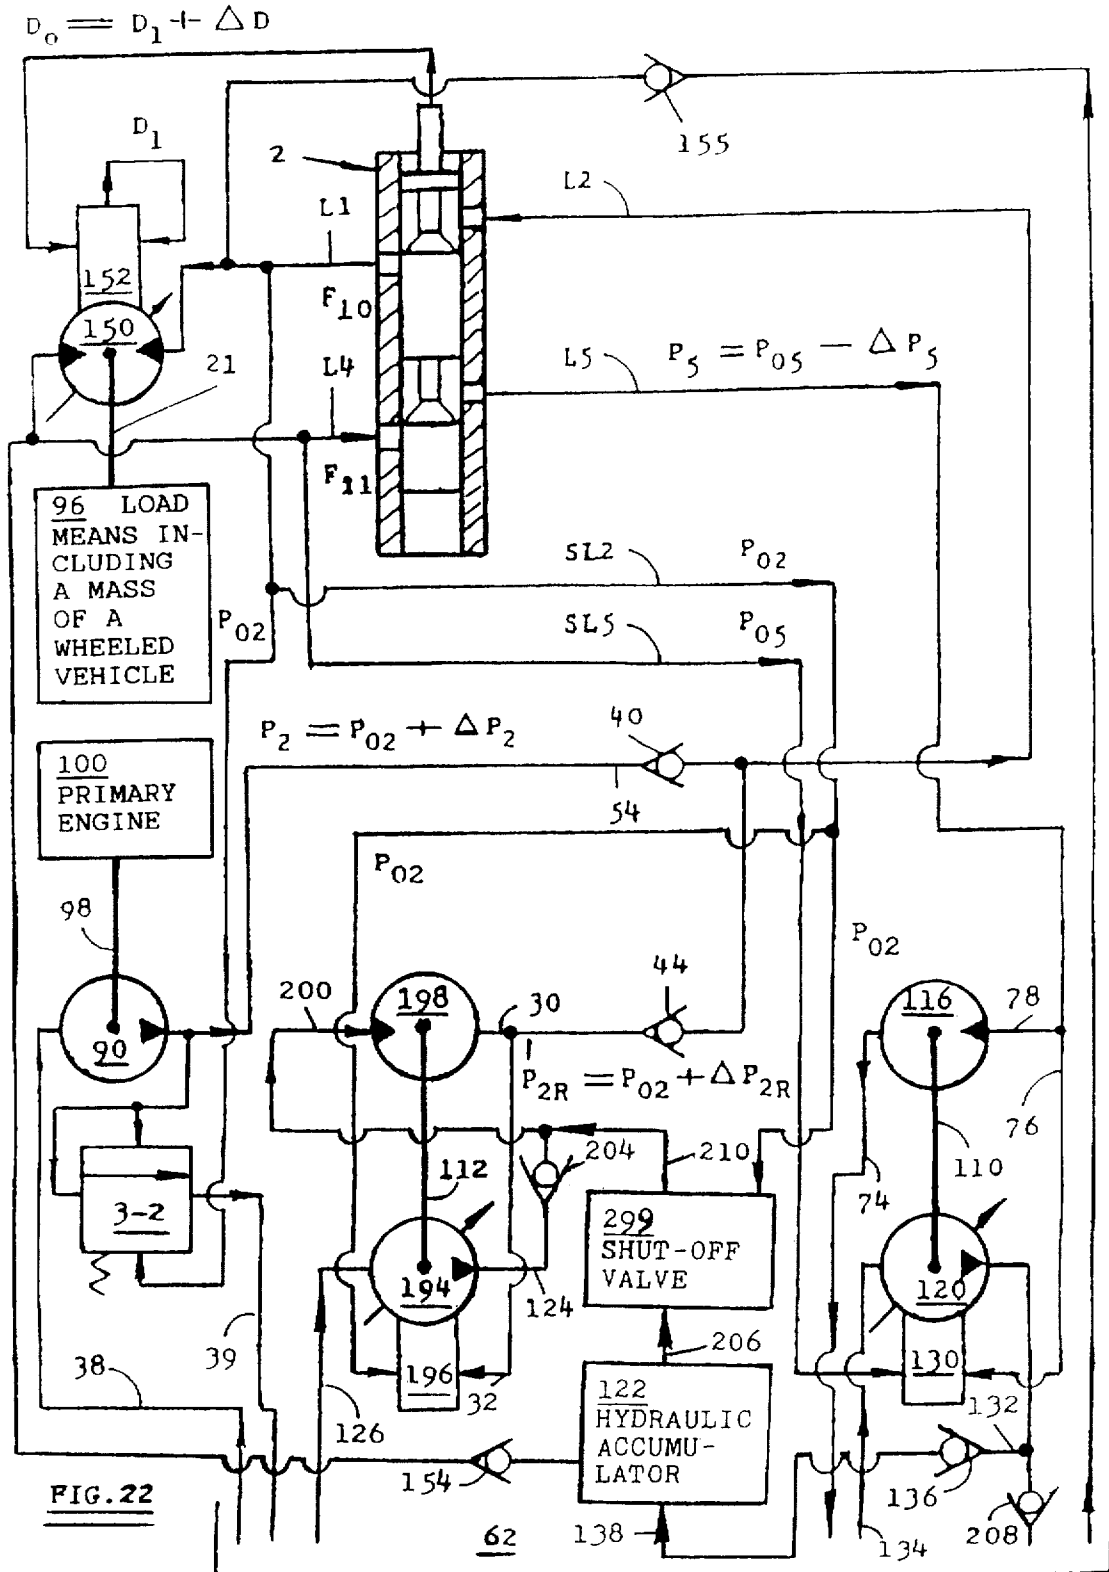 D₀ = D₁ + ΔD
D₁
155
2
L1
L2
152
F₁₀
150
21
L4
L5
P₅ = P₀₅ − ΔP₅
F₁₁
96 LOAD
MEANS IN-
CLUDING
A MASS
OF A
WHEELED
VEHICLE
P₀₂
SL2
P₀₂
SL5
P₀₅
P₂ = P₀₂ + ΔP₂
40
54
100
PRIMARY
ENGINE
P₀₂
98
P₀₂
44
200
198
30
116
78
90
P₂R = P₀₂ + ΔP₂R
76
204
210
112
110
74
3-2
299
SHUT-OFF
VALVE
194
124
120
39
206
38
196
32
130
126
122
HYDRAULIC
ACCUMU-
LATOR
132
154
136
FIG.22
62
138
134
208